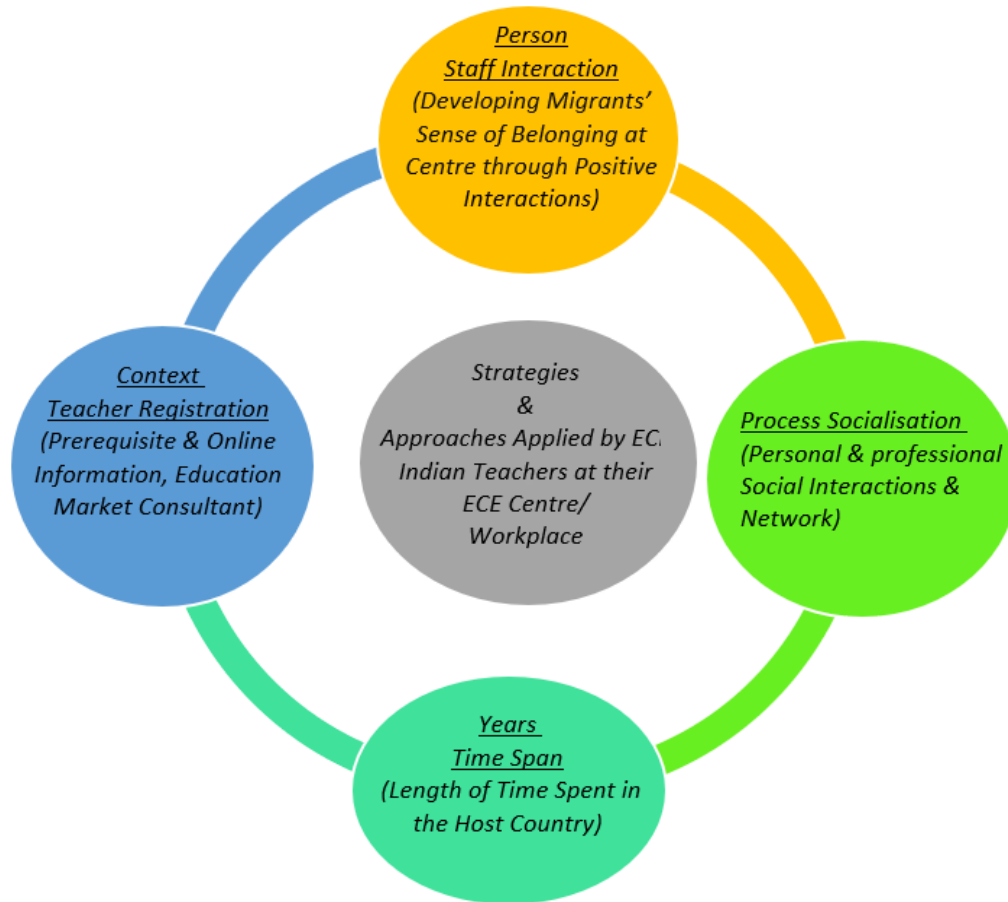 Person
Staff Interaction
(Developing Migrants'
Sense of Belonging at
Centre through Positive
Interactions)
Context
Teacher Registration
(Prerequisite & Online
Information, Education
Market Consultant)
Strategies
&
Approaches Applied by
Indian Teachers at their
ECE Centre/
Workplace
Process Socialisation
(Personal & professional
Social Interactions &
Network)
Years
Time Span
(Length of Time Spent in
the Host Country)